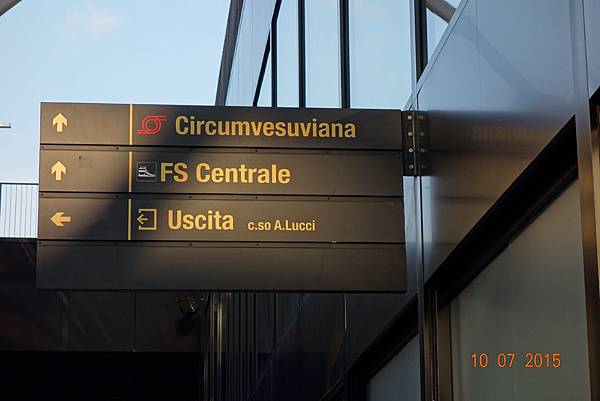 Circumvesuviana
FS Centrale
Uscita c.so A.Lucci
10 07 2015